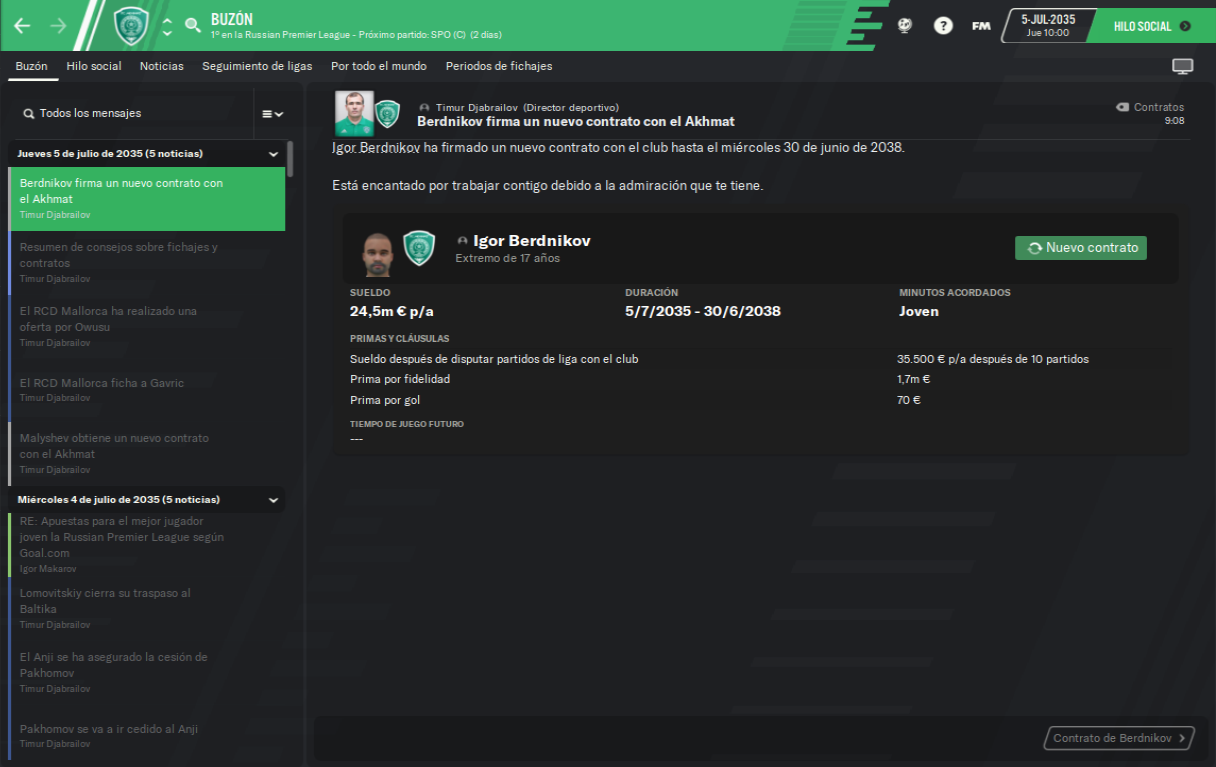 BUZÓN
1º en la Russian Premier League - Próximo partido: SPO (C) (2 días)
?
FM
5-JUL-2035
Jue 10:00
HILO SOCIAL
Buzón
Hilo social
Noticias
Seguimiento de ligas
Por todo el mundo
Periodos de fichajes
Todos los mensajes
Jueves 5 de julio de 2035 (5 noticias)
Berdnikov firma un nuevo contrato con
el Akhmat
Timur Djabrailov
Resumen de consejos sobre fichajes y
contratos
Timur Djabrailov
El RCD Mallorca ha realizado una
oferta por Owusu
Timur Djabrailov
El RCD Mallorca ficha a Gavric
Timur Djabrailov
Malyshev obtiene un nuevo contrato
con el Akhmat
Timur Djabrailov
Miércoles 4 de julio de 2035 (5 noticias)
RE: Apuestas para el mejor jugador
joven la Russian Premier League según
Goal.com
Igor Makarov
Lomovitskiy cierra su traspaso al
Baltika
Timur Djabrailov
El Anji se ha asegurado la cesión de
Pakhomov
Timur Djabrailov
Pakhomov se va a ir cedido al Anji
Timur Djabrailov
Timur Djabrailov (Director deportivo)
Berdnikov firma un nuevo contrato con el Akhmat
Contratos
9:08
Igor Berdnikov ha firmado un nuevo contrato con el club hasta el miércoles 30 de junio de 2038.
Está encantado por trabajar contigo debido a la admiración que te tiene.
Igor Berdnikov
Extremo de 17 años
Nuevo contrato
SUELDO
DURACIÓN
MINUTOS ACORDADOS
24,5m € p/a
5/7/2035 - 30/6/2038
Joven
PRIMAS Y CLÁUSULAS
Sueldo después de disputar partidos de liga con el club
35.500 € p/a después de 10 partidos
Prima por fidelidad
1,7m €
Prima por gol
70 €
TIEMPO DE JUEGO FUTURO
---
Contrato de Berdnikov